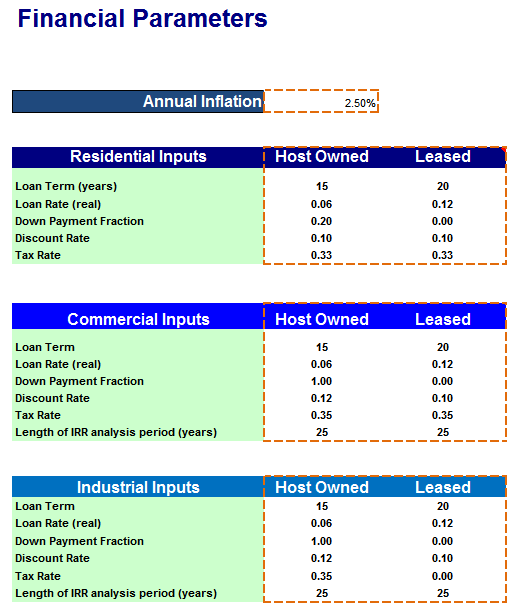 Financial Parameters
Annual Inflation 2.50%
Residential Inputs Host Owned Leased
Loan Term (years) 15 20
Loan Rate (real) 0.06 0.12
Down Payment Fraction 0.20 0.00
Discount Rate 0.10 0.10
Tax Rate 0.33 0.33
Commercial Inputs Host Owned Leased
Loan Term 15 20
Loan Rate (real) 0.06 0.12
Down Payment Fraction 1.00 0.00
Discount Rate 0.12 0.10
Tax Rate 0.35 0.35
Length of IRR analysis period (years) 25 25
Industrial Inputs Host Owned Leased
Loan Term 15 20
Loan Rate (real) 0.06 0.12
Down Payment Fraction 1.00 0.00
Discount Rate 0.12 0.10
Tax Rate 0.35 0.00
Length of IRR analysis period (years) 25 25